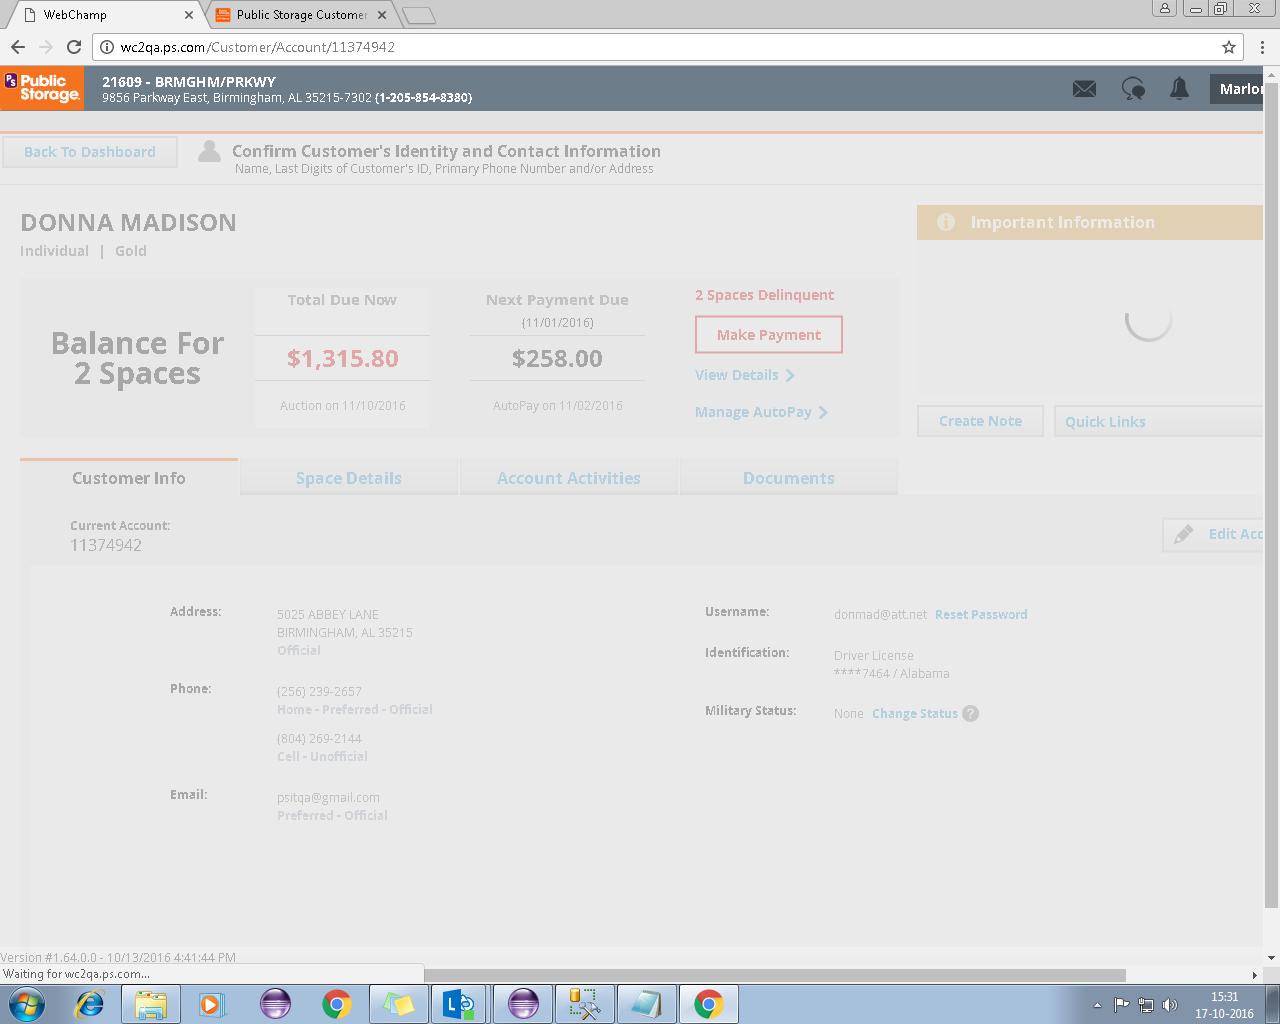 WebChamp
Public Storage Customer
wc2qa.ps.com/Customer/Account/11374942
PS Public Storage
21609 - BRMGHM/PRKWY
9856 Parkway East, Birmingham, AL 35215-7302 (1-205-854-8380)
Marlo
Back To Dashboard
Confirm Customer's Identity and Contact Information
Name, Last Digits of Customer's ID, Primary Phone Number and/or Address
DONNA MADISON
Individual | Gold
Important Information
Balance For
2 Spaces
Total Due Now
$1,315.80
Auction on 11/10/2016
Next Payment Due
(11/01/2016)
$258.00
AutoPay on 11/02/2016
2 Spaces Delinquent
Make Payment
View Details
Manage AutoPay
Create Note
Quick Links
Customer Info
Space Details
Account Activities
Documents
Current Account:
11374942
Edit Acc
Address:
5025 ABBEY LANE
BIRMINGHAM, AL 35215
Official
Phone:
(256) 239-2657
Home - Preferred - Official
(804) 269-2144
Cell - Unofficial
Email:
psitqa@gmail.com
Preferred - Official
Username:
donmad@att.net Reset Password
Identification:
Driver License
****7464 / Alabama
Military Status:
None Change Status ?
Version #1.64.0.0 - 10/13/2016 4:41:44 PM
Waiting for wc2qa.ps.com...
15:31
17-10-2016